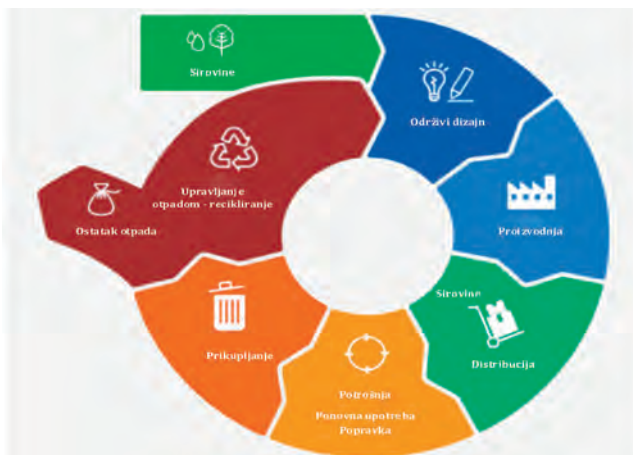 Sirovine
Održivi dizajn
Proizvodnja
Sirovine
Distribucija
Potrošnja
Ponovna upotreba
Popravka
Prikupljanje
Upravljanje
otpadom - recikliranje
Ostatak otpada